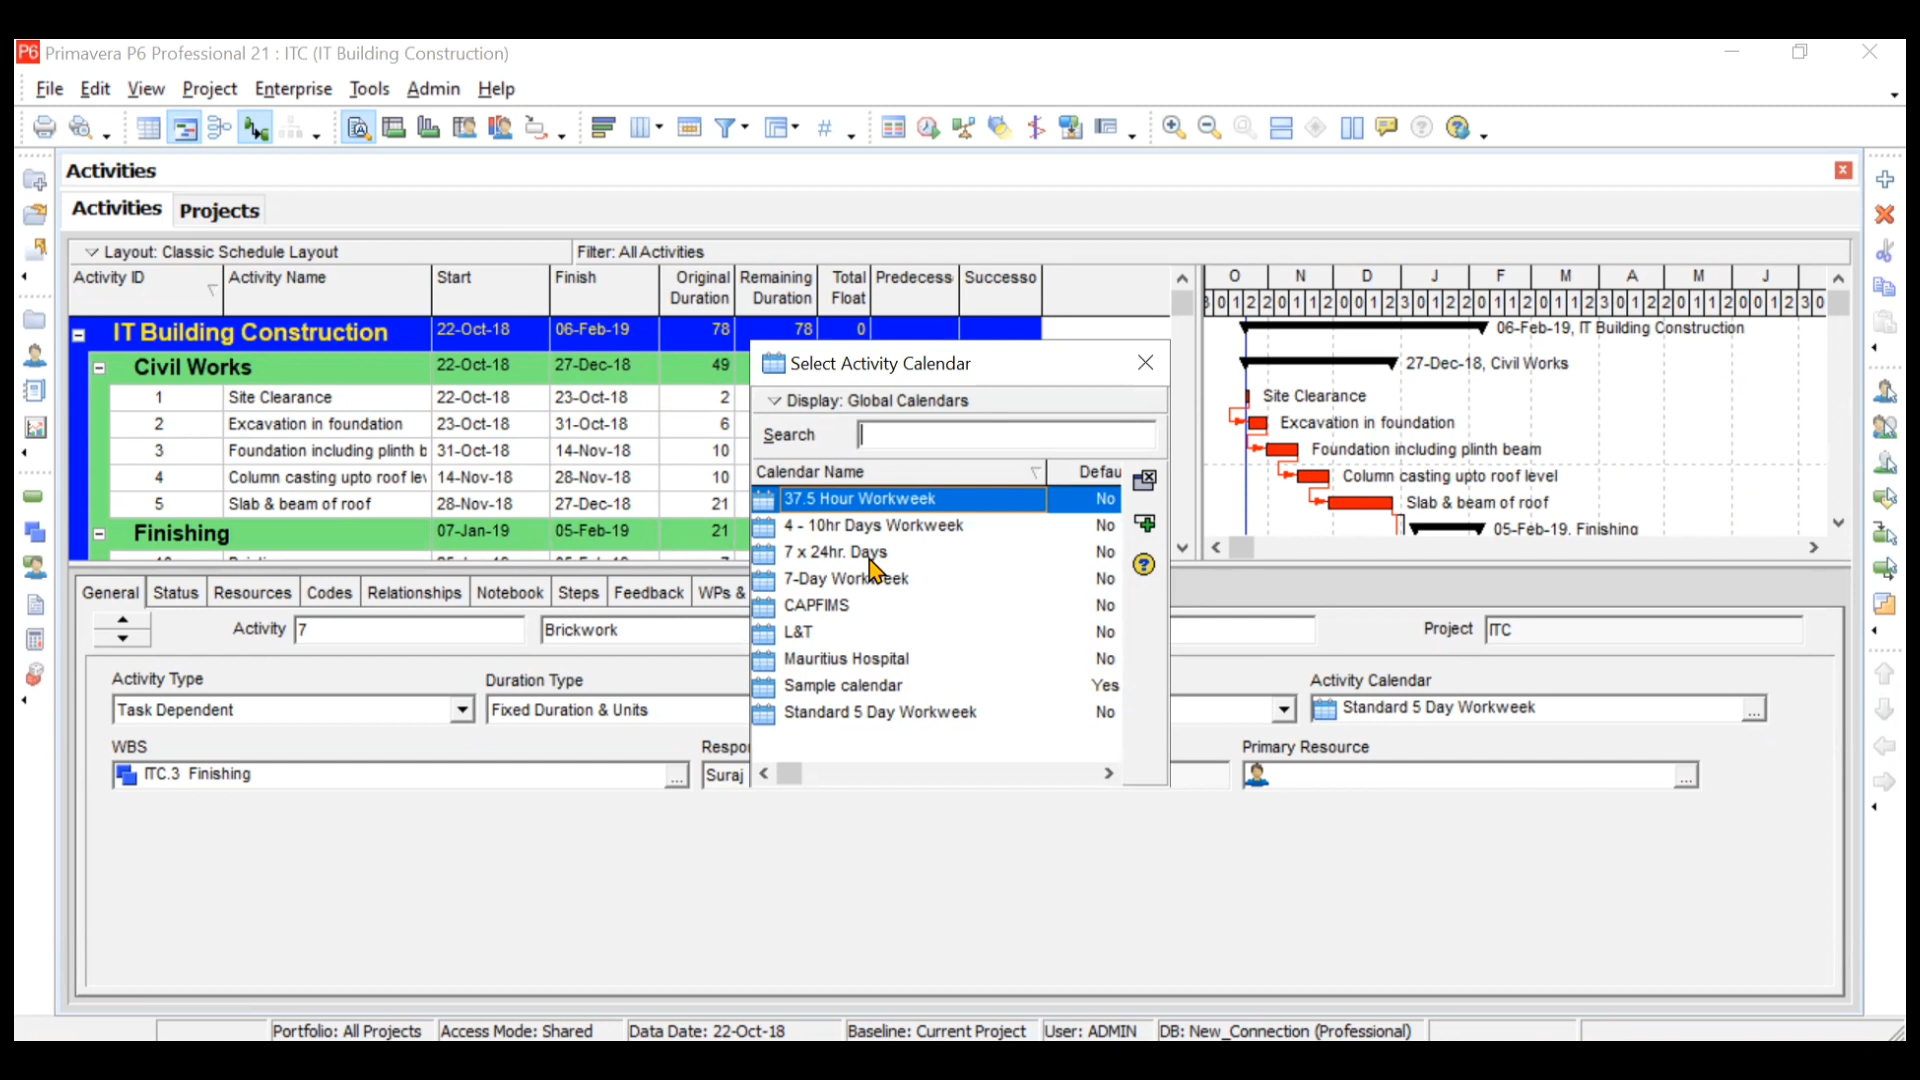 P6 Primavera P6 Professional 21 : ITC (IT Building Construction)
File Edit View Project Enterprise Tools Admin Help
Activities
Activities Projects
Layout: Classic Schedule Layout Filter: All Activities
Activity ID Activity Name Start Finish Original Duration Remaining Duration Total Float Predecess Successo
O N D J F M A M J
IT Building Construction 22-Oct-18 06-Feb-19 78 78 0
06-Feb-19, IT Building Construction
Civil Works 22-Oct-18 27-Dec-18 49
27-Dec-18, Civil Works
1 Site Clearance 22-Oct-18 23-Oct-18 2
Site Clearance
2 Excavation in foundation 23-Oct-18 31-Oct-18 6
Excavation in foundation
3 Foundation including plinth b 31-Oct-18 14-Nov-18 10
Foundation including plinth beam
4 Column casting upto roof lev 14-Nov-18 28-Nov-18 10
Column casting upto roof level
5 Slab & beam of roof 28-Nov-18 27-Dec-18 21
Slab & beam of roof
Finishing 07-Jan-19 05-Feb-19 21
05-Feb-19, Finishing
Select Activity Calendar
Display: Global Calendars
Search
Calendar Name Defau
37.5 Hour Workweek No
4 - 10hr Days Workweek No
7 x 24hr. Days No
7-Day Workweek No
CAPFIMS No
L&T No
Mauritius Hospital No
Sample calendar Yes
Standard 5 Day Workweek No
General Status Resources Codes Relationships Notebook Steps Feedback WPs &
Activity 7 Brickwork Project ITC
Activity Type Duration Type Activity Calendar
Task Dependent Fixed Duration & Units Standard 5 Day Workweek
WBS Respo Primary Resource
ITC.3 Finishing Suraj
Portfolio: All Projects Access Mode: Shared Data Date: 22-Oct-18 Baseline: Current Project User: ADMIN DB: New_Connection (Professional)